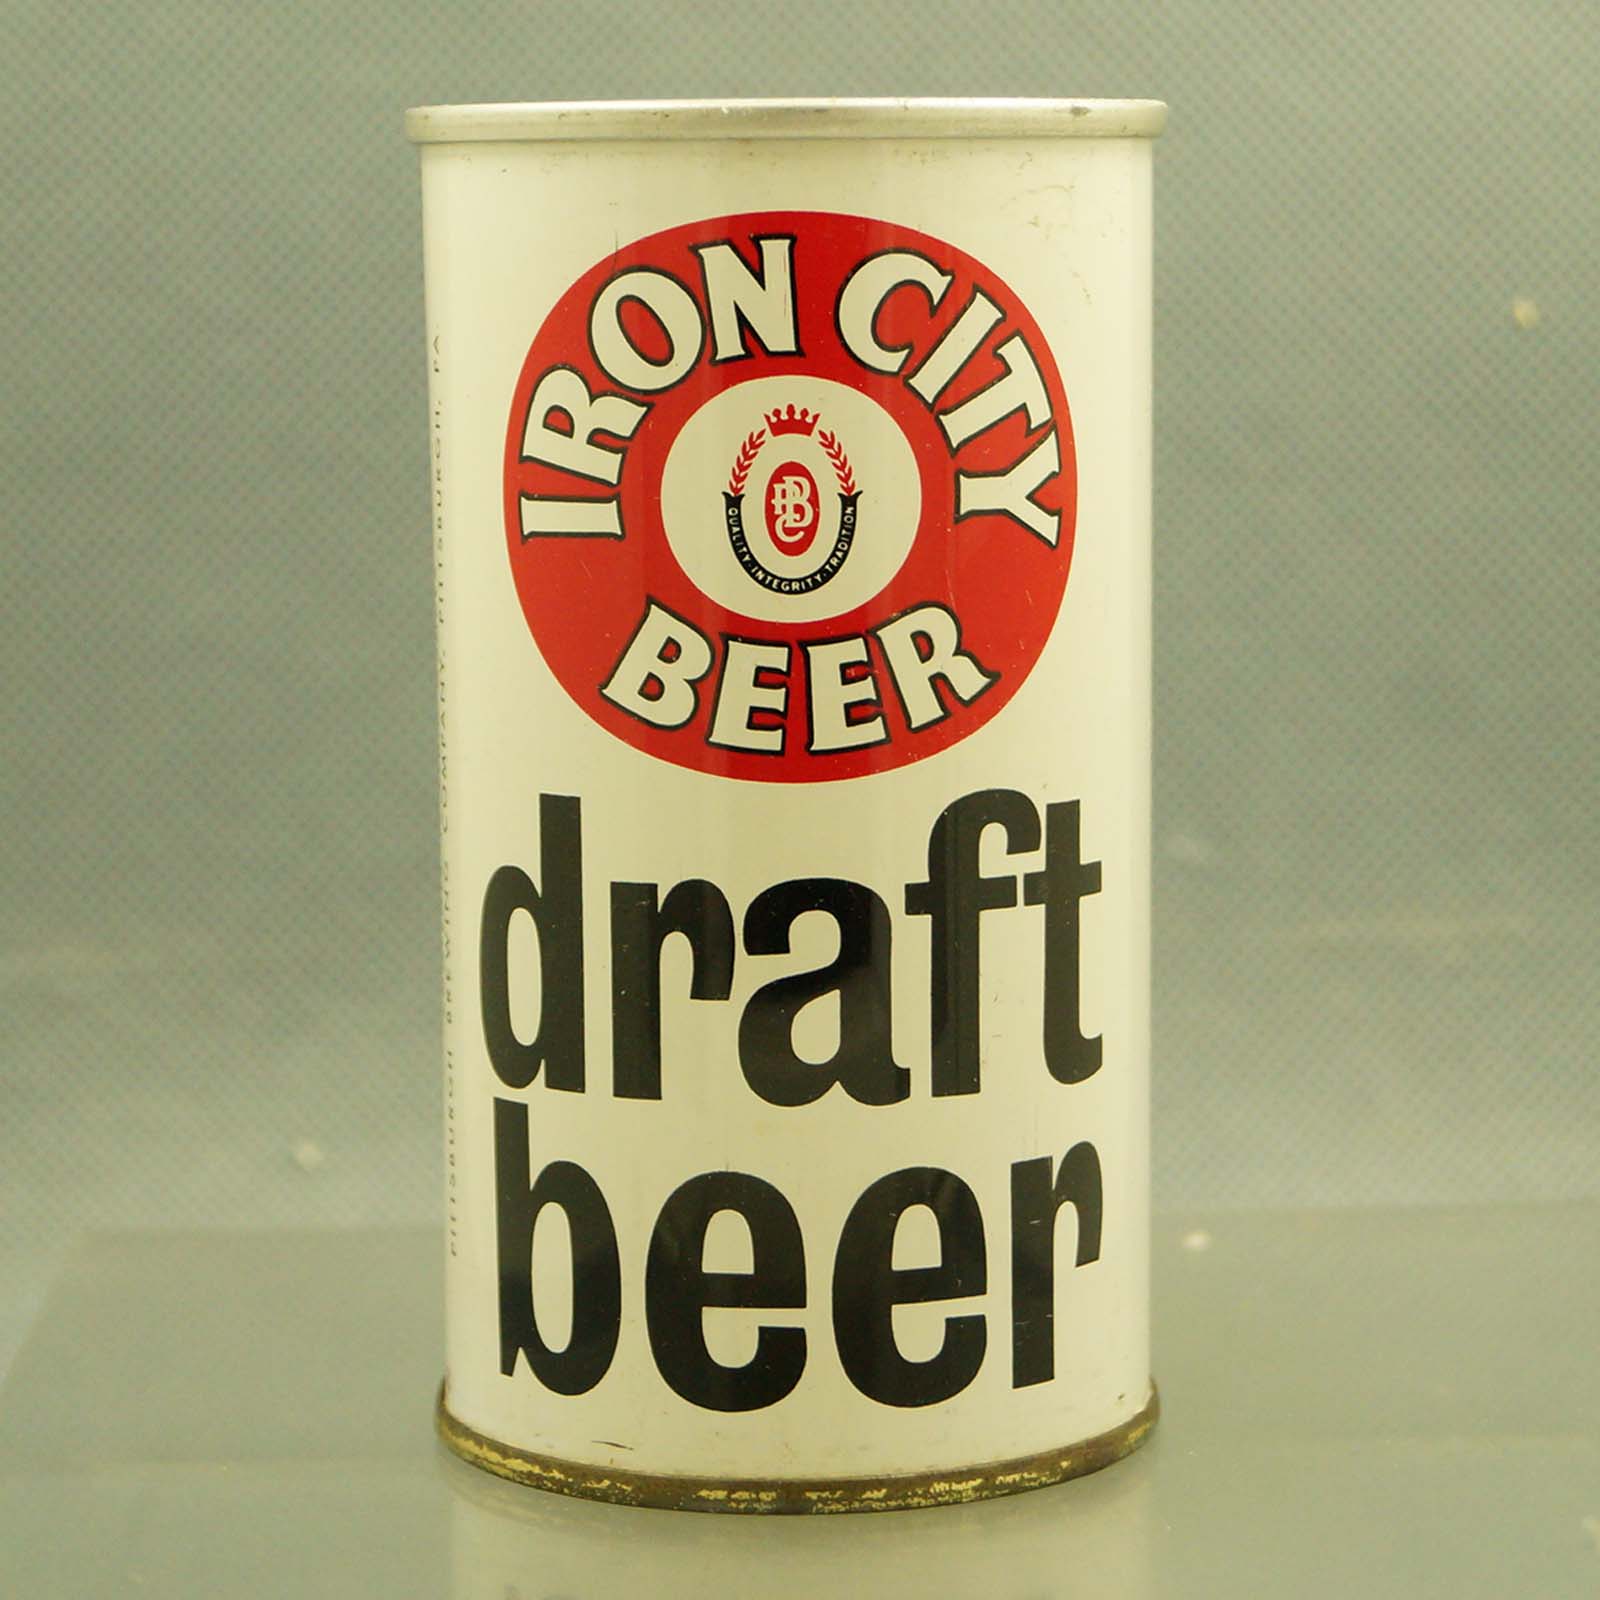 IRON CITY
PBC
QUALITY · INTEGRITY · TRADITION
BEER
draft
beer
PITTSBURGH BREWING COMPANY, PITTSBURGH, PA.